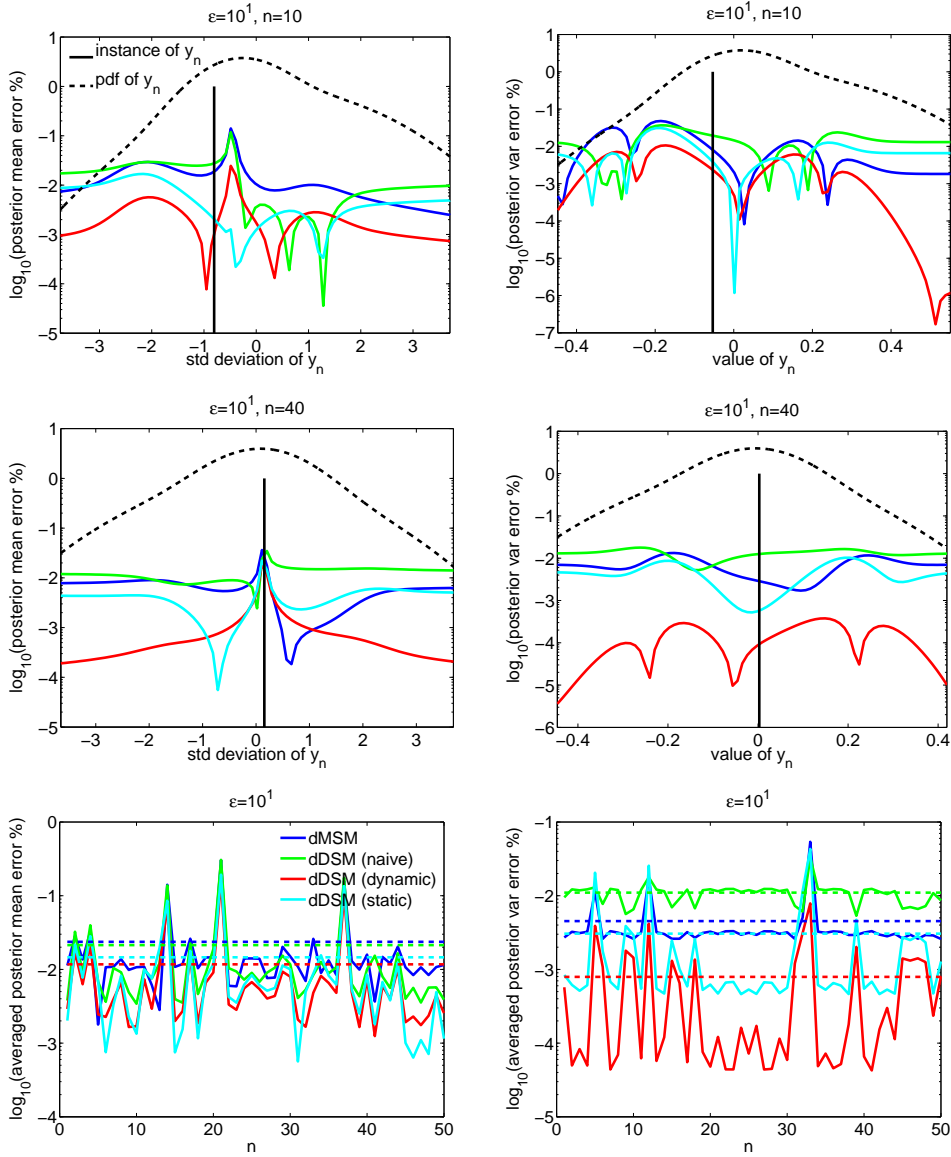 ε=10¹, n=10
log₁₀(posterior mean error %)
1
0
−1
−2
−3
−4
−5
instance of yₙ
pdf of yₙ
−3 −2 −1 0 1 2 3
std deviation of yₙ
ε=10¹, n=10
log₁₀(posterior var error %)
1
0
−1
−2
−3
−4
−5
−6
−7
−0.4 −0.2 0 0.2 0.4
value of yₙ
ε=10¹, n=40
log₁₀(posterior mean error %)
1
0
−1
−2
−3
−4
−5
−3 −2 −1 0 1 2 3
std deviation of yₙ
ε=10¹, n=40
log₁₀(posterior var error %)
1
0
−1
−2
−3
−4
−5
−6
−0.4 −0.2 0 0.2 0.4
value of yₙ
ε=10¹
log₁₀(averaged posterior mean error %)
0
−1
−2
−3
−4
dMSM
dDSM (naive)
dDSM (dynamic)
dDSM (static)
0 10 20 30 40 50
n
ε=10¹
log₁₀(averaged posterior var error %)
−1
−2
−3
−4
−5
0 10 20 30 40 50
n